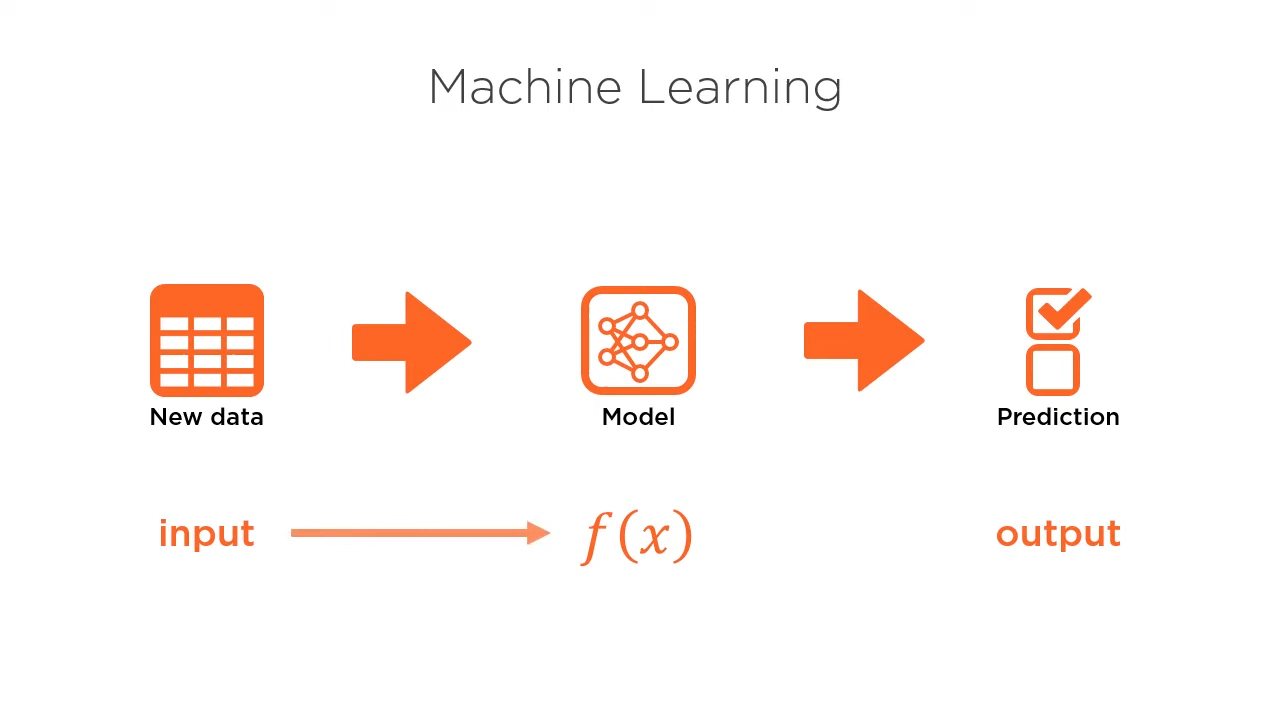 Machine Learning
New data
Model
Prediction
input
f(x)
output